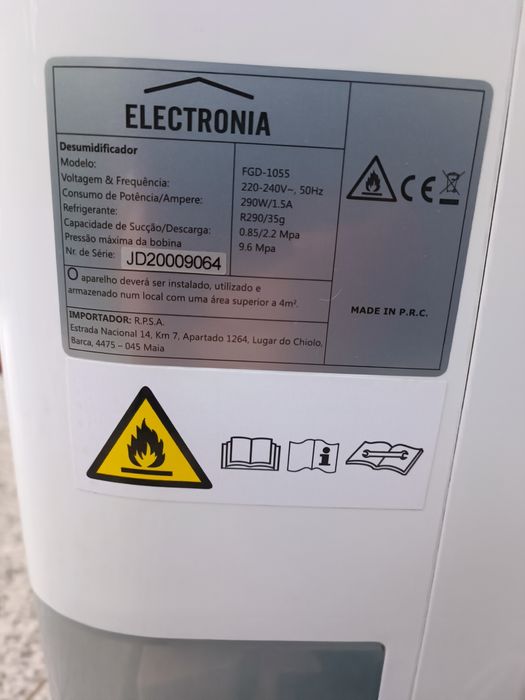 ELECTRONIA
Desumidificador
Modelo: FGD-105S
Voltagem & Frequência: 220-240V~, 50Hz
Consumo de Potência/Ampere: 290W/1.5A
Refrigerante: R290/35g
Capacidade de Sucção/Descarga: 0.85/2.2 Mpa
Pressão máxima da bobina 9.6 Mpa
Nr. de Série: JD20009064
O aparelho deverá ser instalado, utilizado e
armazenado num local com uma área superior a 4m².
IMPORTADOR: R.P.S.A.
Estrada Nacional 14, Km 7, Apartado 1264, Lugar do Chiolo,
Barca, 4475 – 045 Maia
CE
MADE IN P.R.C.
i